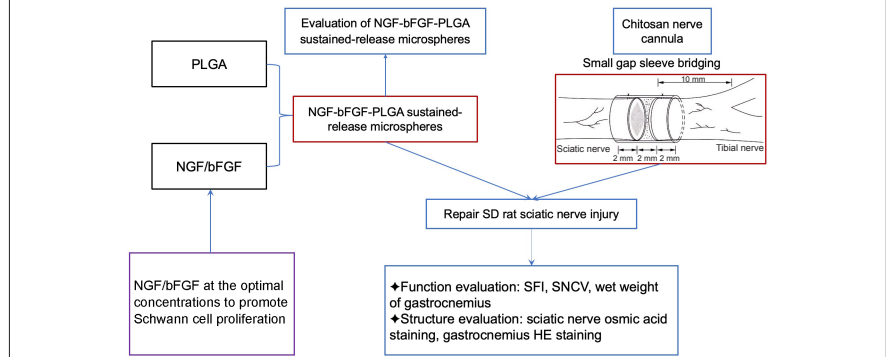 Evaluation of NGF-bFGF-PLGA
sustained-release microspheres
Chitosan nerve
cannula
PLGA
Small gap sleeve bridging
10 mm
NGF-bFGF-PLGA sustained-
release microspheres
Sciatic nerve
Tibial nerve
2 mm 2 mm 2 mm
NGF/bFGF
Repair SD rat sciatic nerve injury
NGF/bFGF at the optimal
concentrations to promote
Schwann cell proliferation
✦Function evaluation: SFI, SNCV, wet weight
of gastrocnemius
✦Structure evaluation: sciatic nerve osmic acid
staining, gastrocnemius HE staining